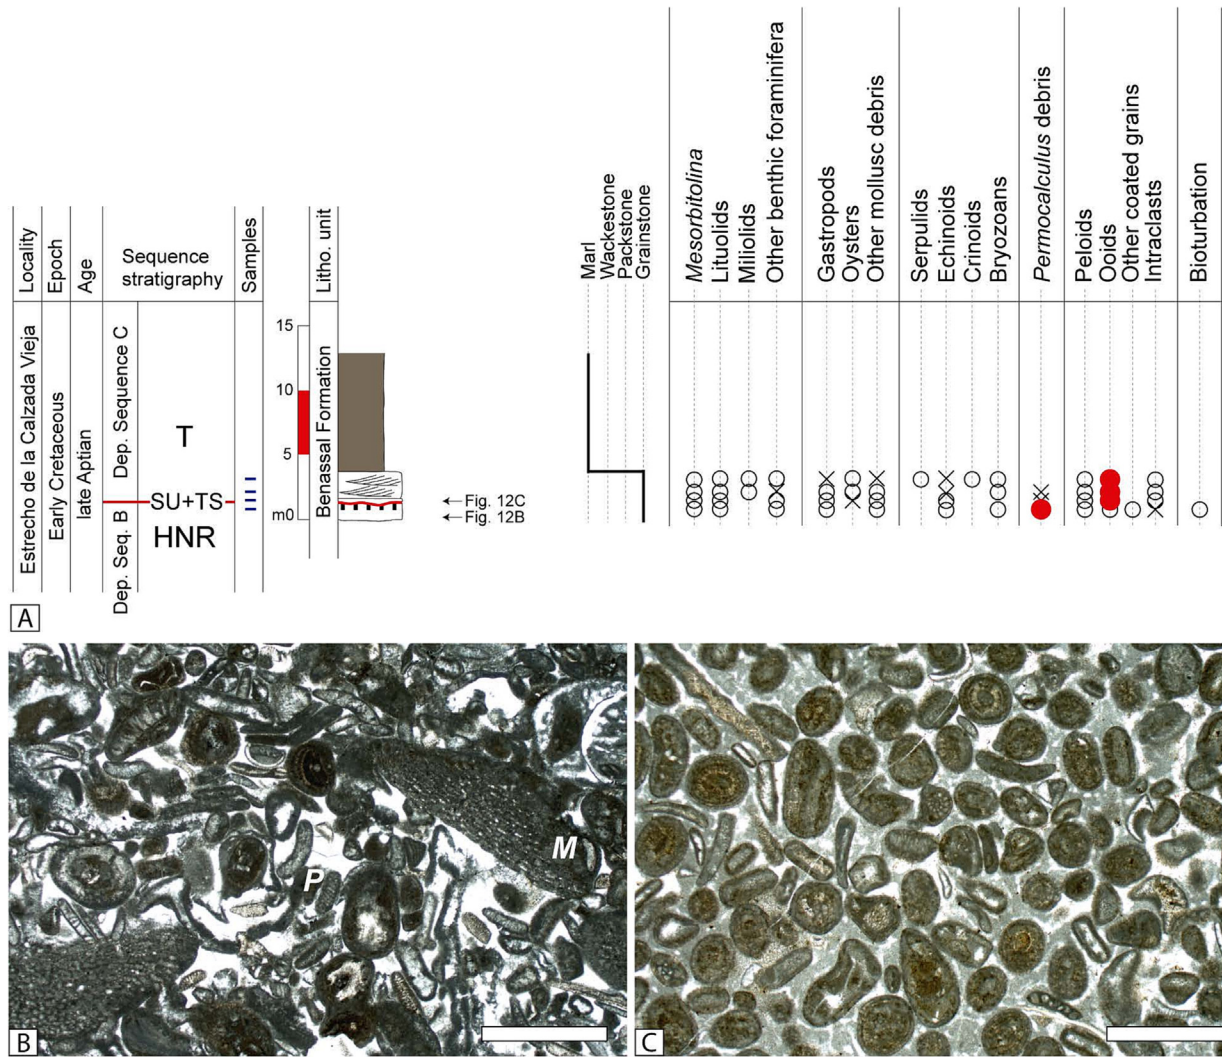 Locality
Epoch
Age
Sequence
stratigraphy
Samples
Litho. unit
Marl
Wackestone
Packstone
Grainstone
Mesorbitolina
Lituolids
Miliolids
Other benthic foraminifera
Gastropods
Oysters
Other mollusc debris
Serpulids
Echinoids
Crinoids
Bryozoans
Permocalculus debris
Peloids
Ooids
Other coated grains
Intraclasts
Bioturbation
Estrecho de la Calzada Vieja
Early Cretaceous
late Aptian
Dep. Sequence C
Dep. Seq. B
T
SU+TS
HNR
15
10
5
m0
Benassal Formation
Fig. 12C
Fig. 12B
A
M
P
B
C